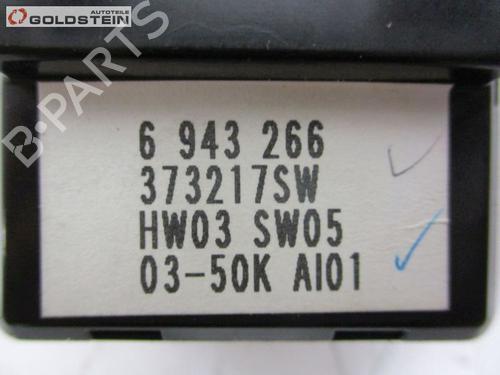 GOLDSTEIN
AUTOTEILE
6 943 266
373217SW
HW03 SW05
03-50K AI01
B-PARTS